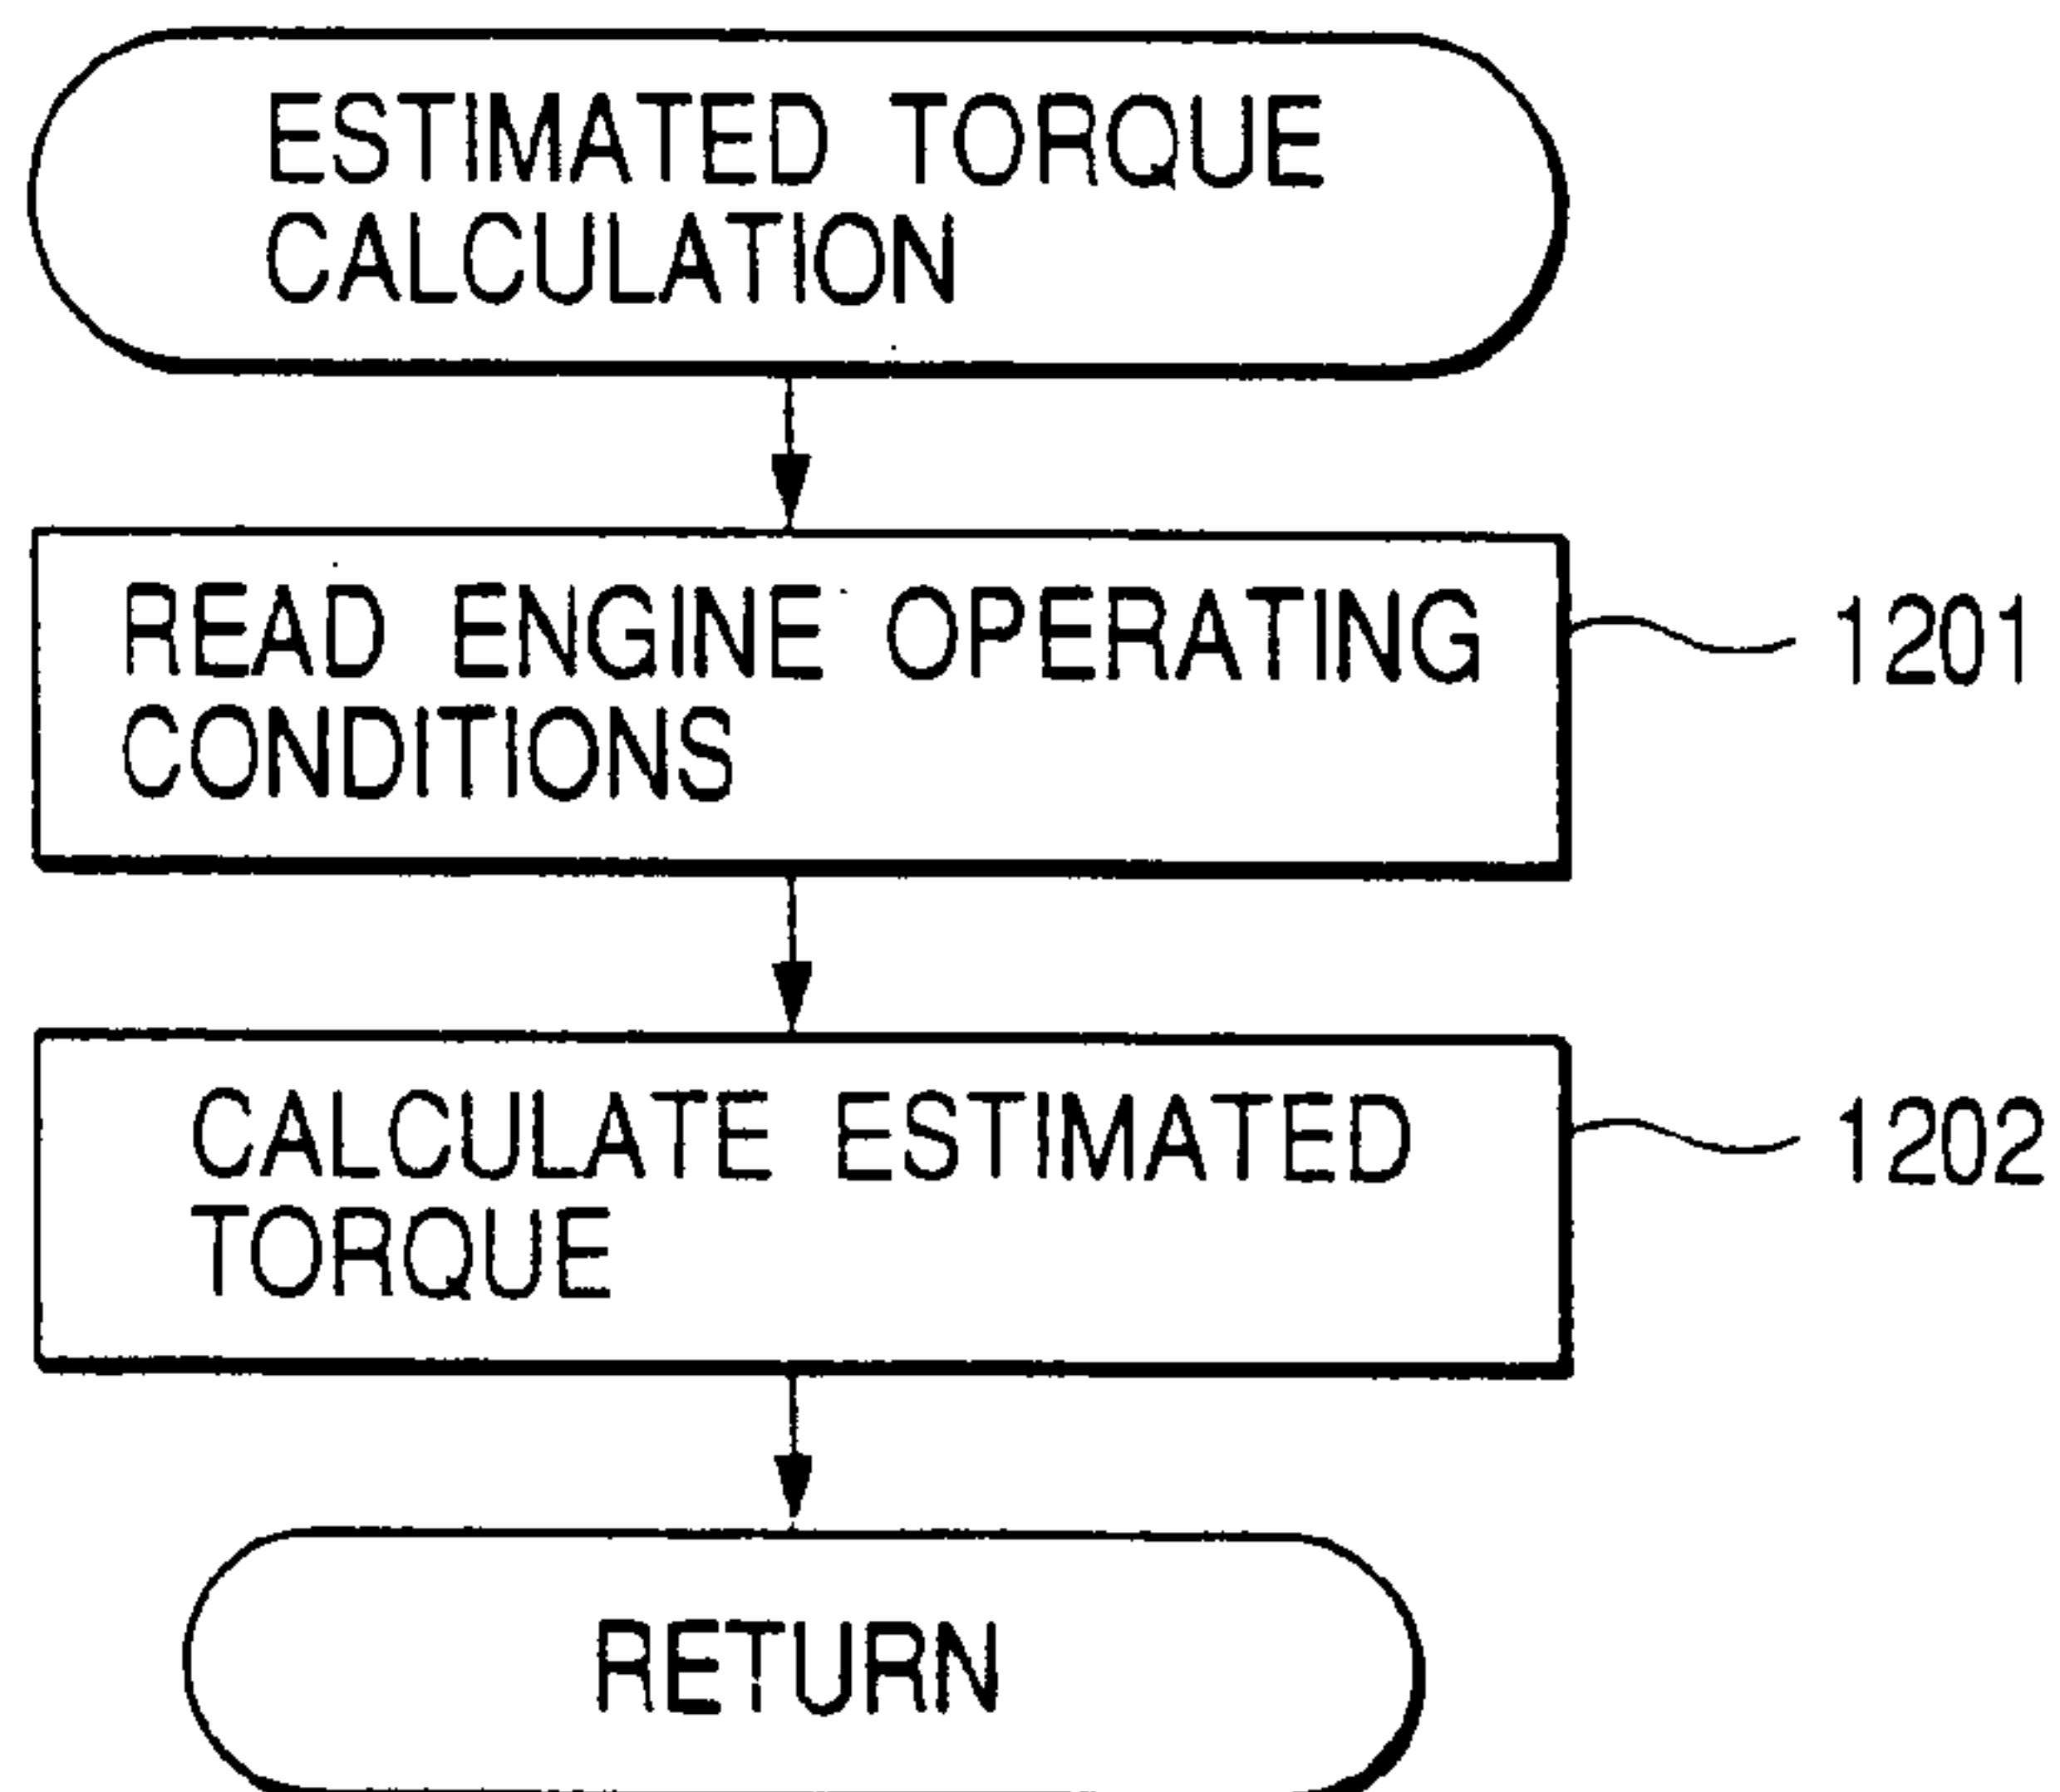 ESTIMATED TORQUE
CALCULATION
READ ENGINE OPERATING
CONDITIONS
1201
CALCULATE ESTIMATED
TORQUE
1202
RETURN